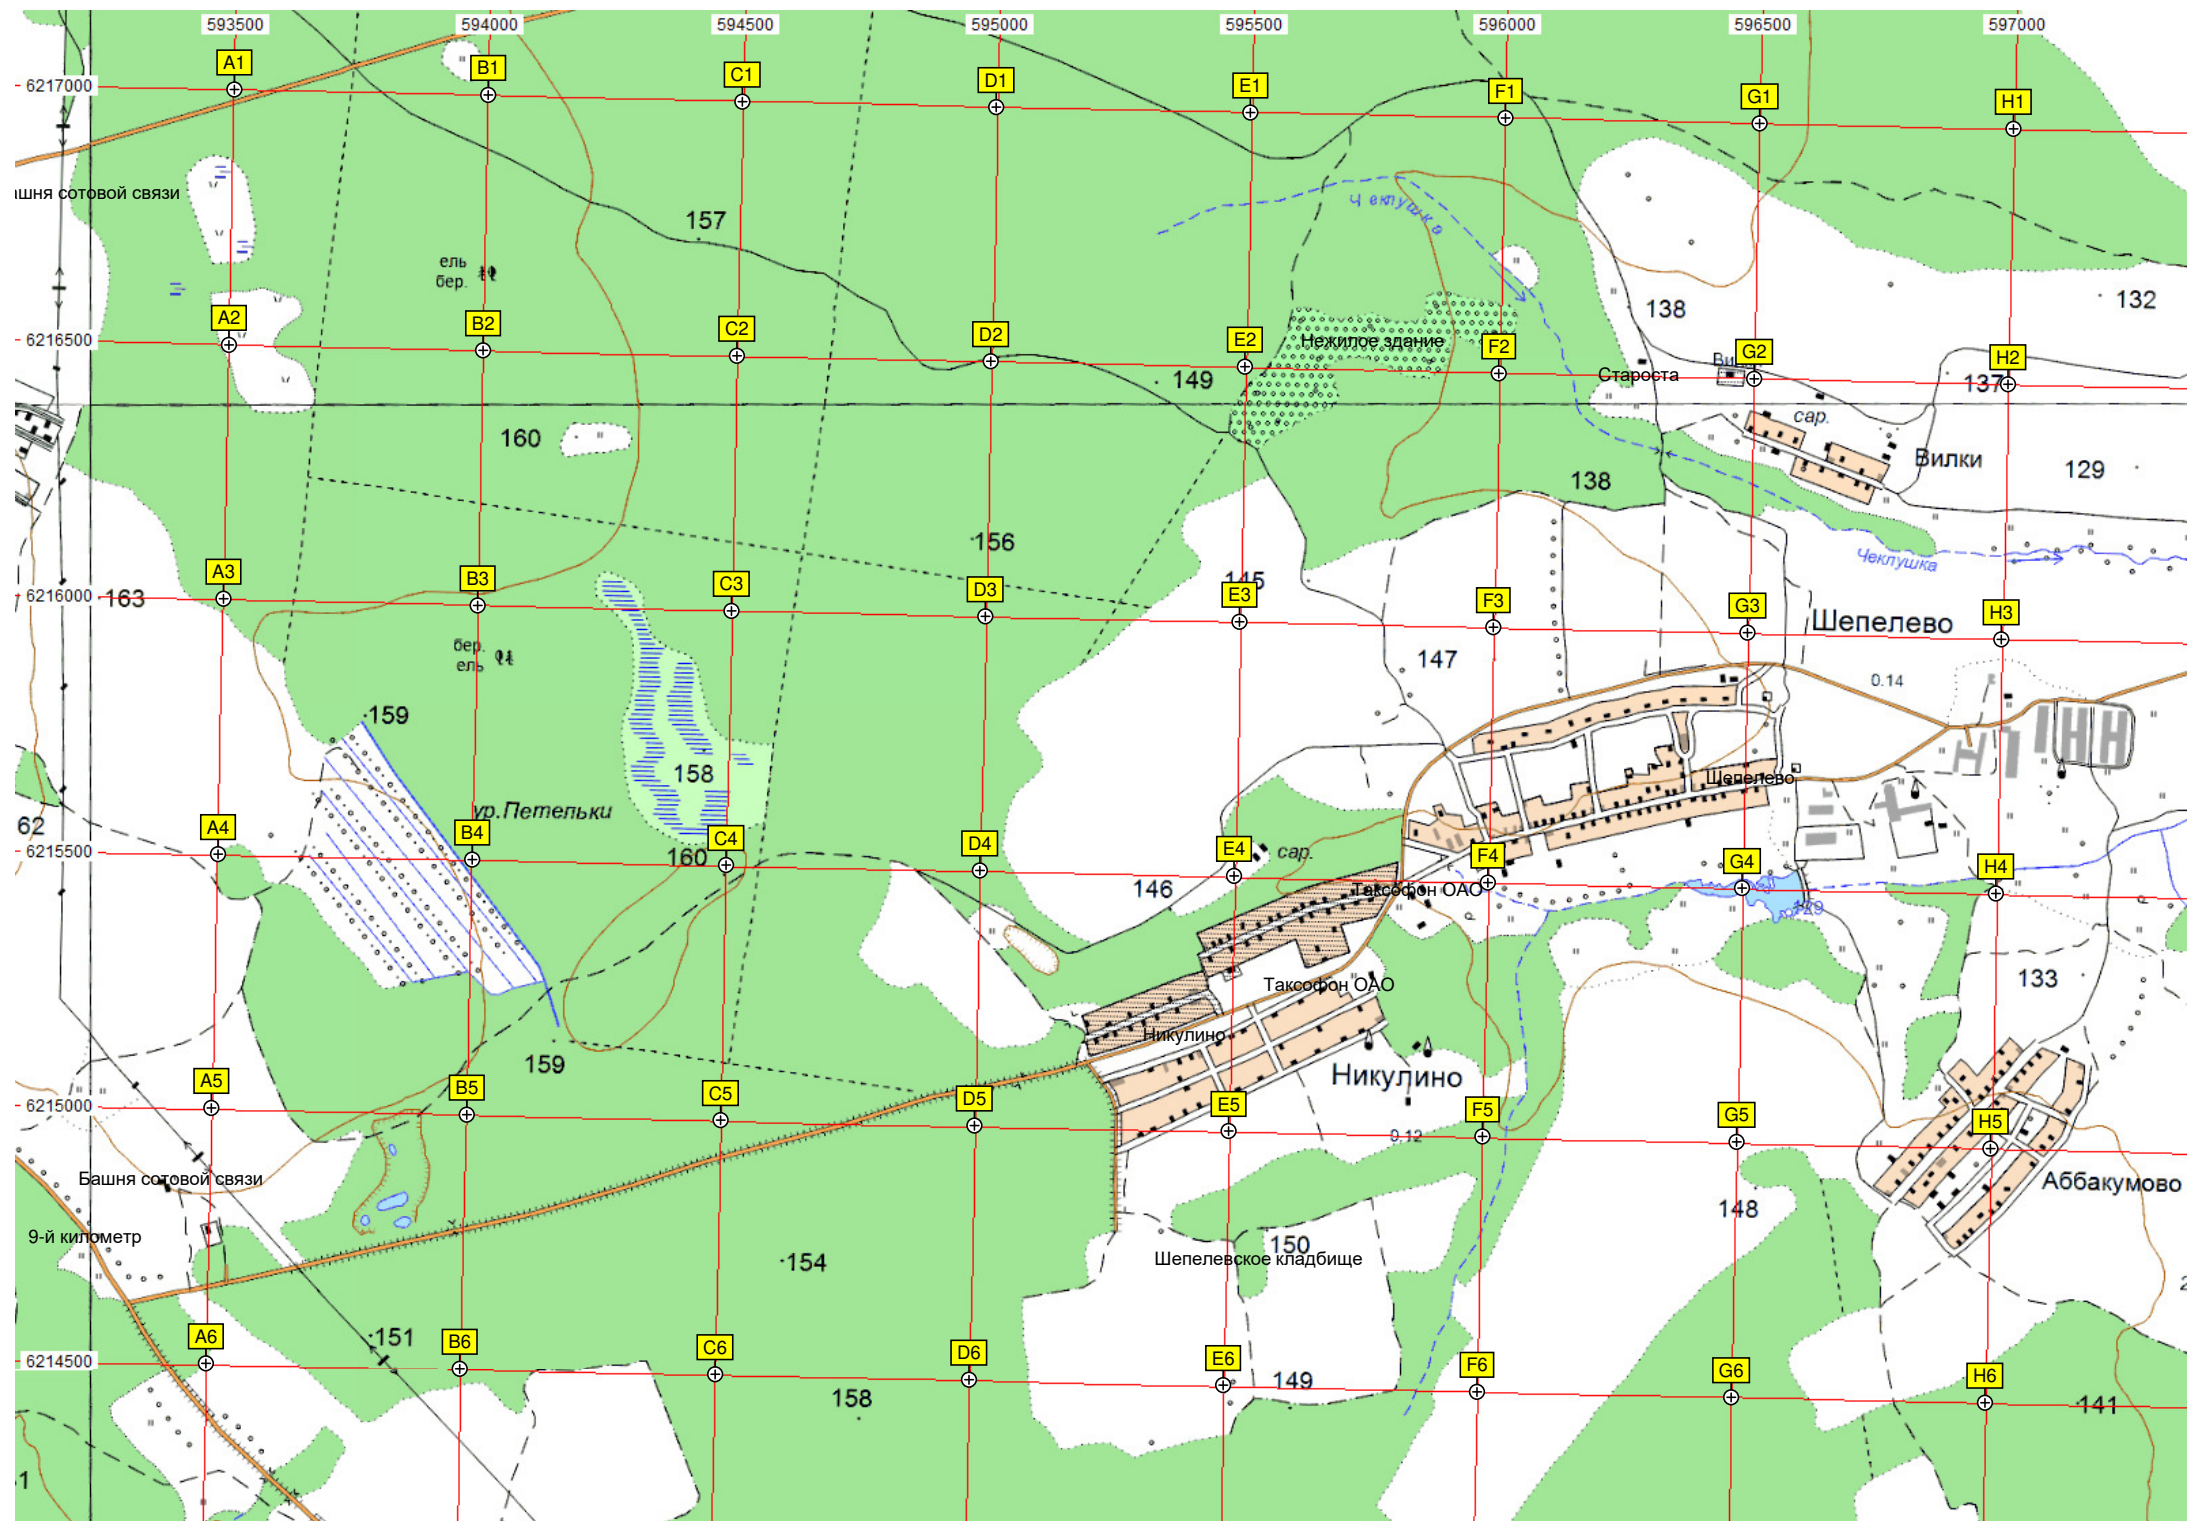 593500 594000 594500 595000 595500 596000 596500 597000
A1 B1 C1 D1 E1 F1 G1 H1
6217000
ашня сотовой связи
157
Чеклушка
ель
бер.
138
132
A2 B2 C2 D2 E2 F2 G2 H2
6216500
Нежилое здание
149
Староста
137
сар.
160
Вилки
129
138
156
Чеклушка
145
A3 B3 C3 D3 E3 F3 G3 H3
6216000
163
Шепелево
бер.
ель
147
0.14
159
158
Шепелево
ур.Петельки
62
A4 B4 C4 D4 E4 F4 G4 H4
6215500
160
сар.
146
Таксофон ОАО
129
133
Таксофон ОАО
Никулино
159
Никулино
A5 B5 C5 D5 E5 F5 G5 H5
6215000
0.12
Башня сотовой связи
Аббакумово
148
9-й километр
150
154
Шепелевское кладбище
A6 B6 C6 D6 E6 F6 G6 H6
6214500
151
149
158
141